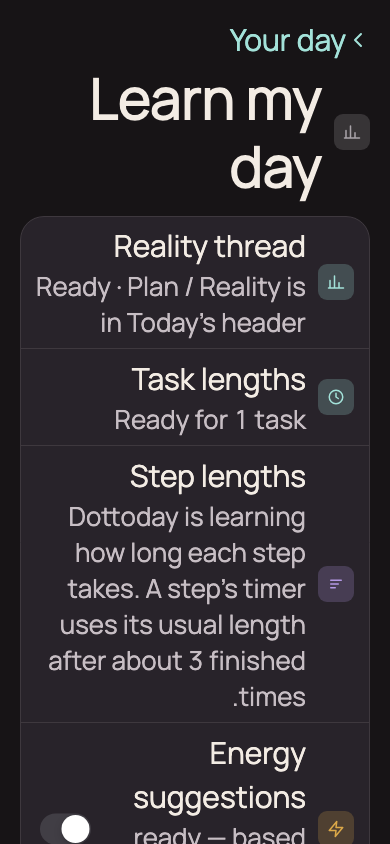 Your day
Learn my
day
Reality thread
Ready · Plan / Reality is
in Today's header
Task lengths
Ready for 1 task
Step lengths
Dottoday is learning
how long each step
takes. A step's timer
uses its usual length
after about 3 finished
.times
Energy
suggestions
ready — based